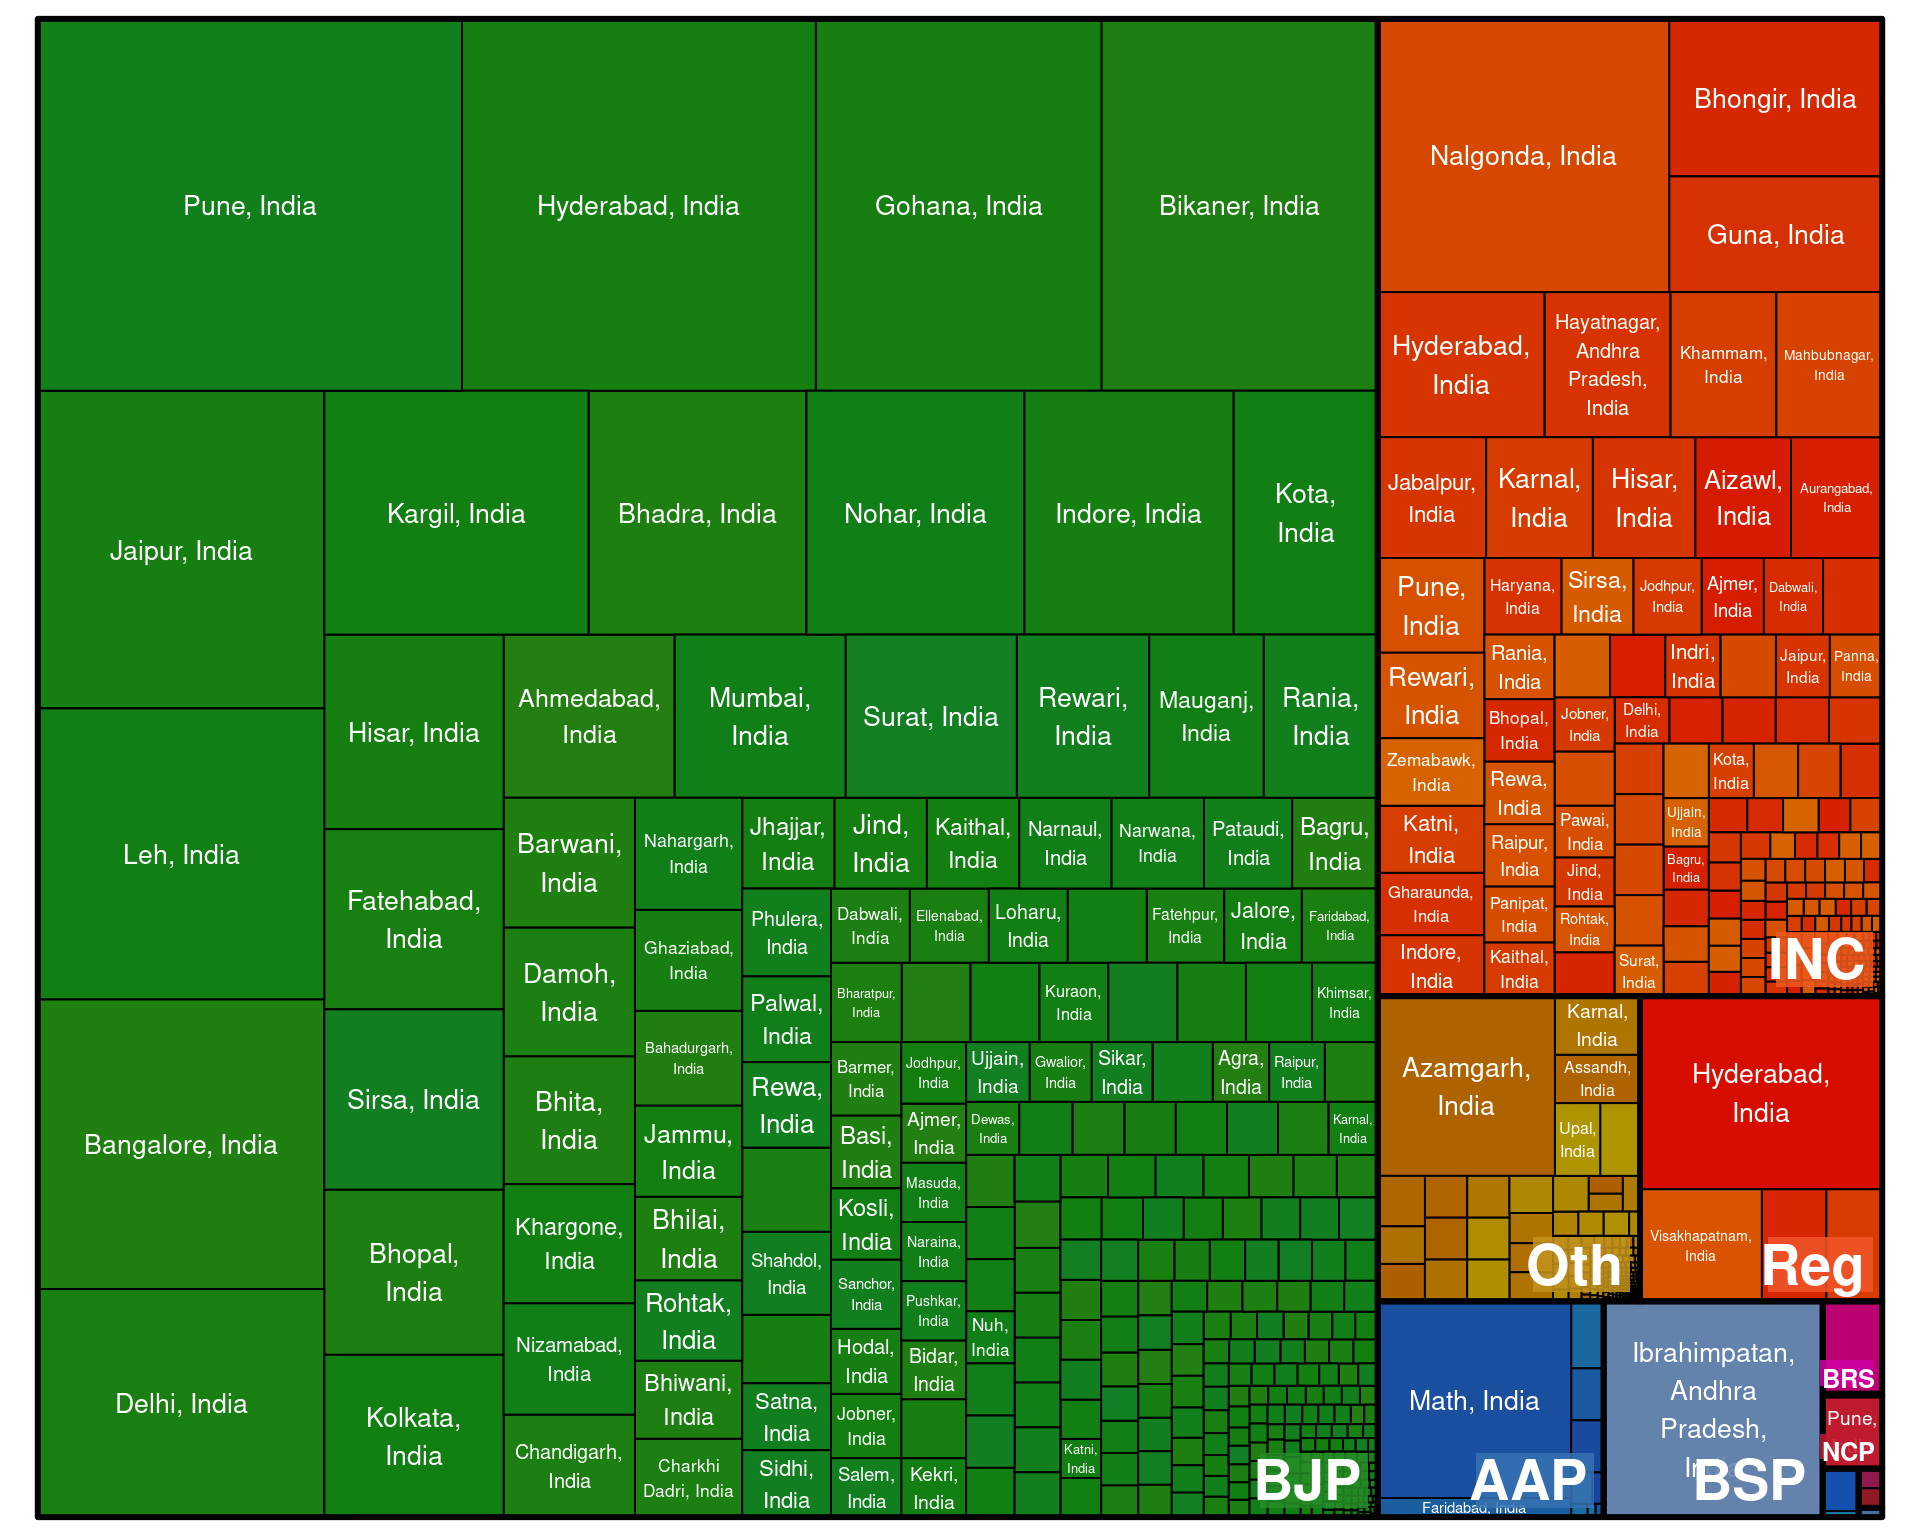 Pune, India
Hyderabad, India
Gohana, India
Bikaner, India
Jaipur, India
Kargil, India
Bhadra, India
Nohar, India
Indore, India
Kota,
India
Leh, India
Hisar, India
Ahmedabad,
India
Mumbai,
India
Surat, India
Rewari,
India
Mauganj,
India
Rania,
India
Fatehabad,
India
Barwani,
India
Nahargarh,
India
Jhajjar,
India
Jind,
India
Kaithal,
India
Narnaul,
India
Narwana,
India
Pataudi,
India
Bagru,
India
Bangalore, India
Sirsa, India
Damoh,
India
Ghaziabad,
India
Phulera,
India
Dabwali,
India
Ellenabad,
India
Loharu,
India
Fatehpur,
India
Jalore,
India
Faridabad,
India
Palwal,
India
Bharatpur,
India
Kuraon,
India
Khimsar,
India
Bhita,
India
Bahadurgarh,
India
Rewa,
India
Barmer,
India
Jodhpur,
India
Ujjain,
India
Gwalior,
India
Sikar,
India
Agra,
India
Raipur,
India
Jammu,
India
Basi,
India
Ajmer,
India
Dewas,
India
Karnal,
India
Delhi, India
Bhopal,
India
Khargone,
India
Bhilai,
India
Shahdol,
India
Kosli,
India
Masuda,
India
Naraina,
India
Kolkata,
India
Nizamabad,
India
Rohtak,
India
Sanchor,
India
Pushkar,
India
Nuh,
India
Bhiwani,
India
Hodal,
India
Bidar,
India
Chandigarh,
India
Charkhi
Dadri, India
Satna,
India
Jobner,
India
Katni,
India
Sidhi,
India
Salem,
India
Kekri,
India
BJP
Nalgonda, India
Bhongir, India
Guna, India
Hyderabad,
India
Hayatnagar,
Andhra
Pradesh,
India
Khammam,
India
Mahbubnagar,
India
Jabalpur,
India
Karnal,
India
Hisar,
India
Aizawl,
India
Aurangabad,
India
Pune,
India
Haryana,
India
Sirsa,
India
Jodhpur,
India
Ajmer,
India
Dabwali,
India
Rewari,
India
Rania,
India
Indri,
India
Jaipur,
India
Panna,
India
Bhopal,
India
Jobner,
India
Delhi,
India
Zemabawk,
India
Rewa,
India
Kota,
India
Katni,
India
Raipur,
India
Pawai,
India
Ujjain,
India
Gharaunda,
India
Panipat,
India
Jind,
India
Bagru,
India
Rohtak,
India
Indore,
India
Kaithal,
India
Surat,
India
INC
Azamgarh,
India
Karnal,
India
Assandh,
India
Upal,
India
Oth
Hyderabad,
India
Visakhapatnam,
India
Reg
Math, India
Faridabad, India
AAP
Ibrahimpatan,
Andhra
Pradesh,
BSP
BRS
Pune,
NCP